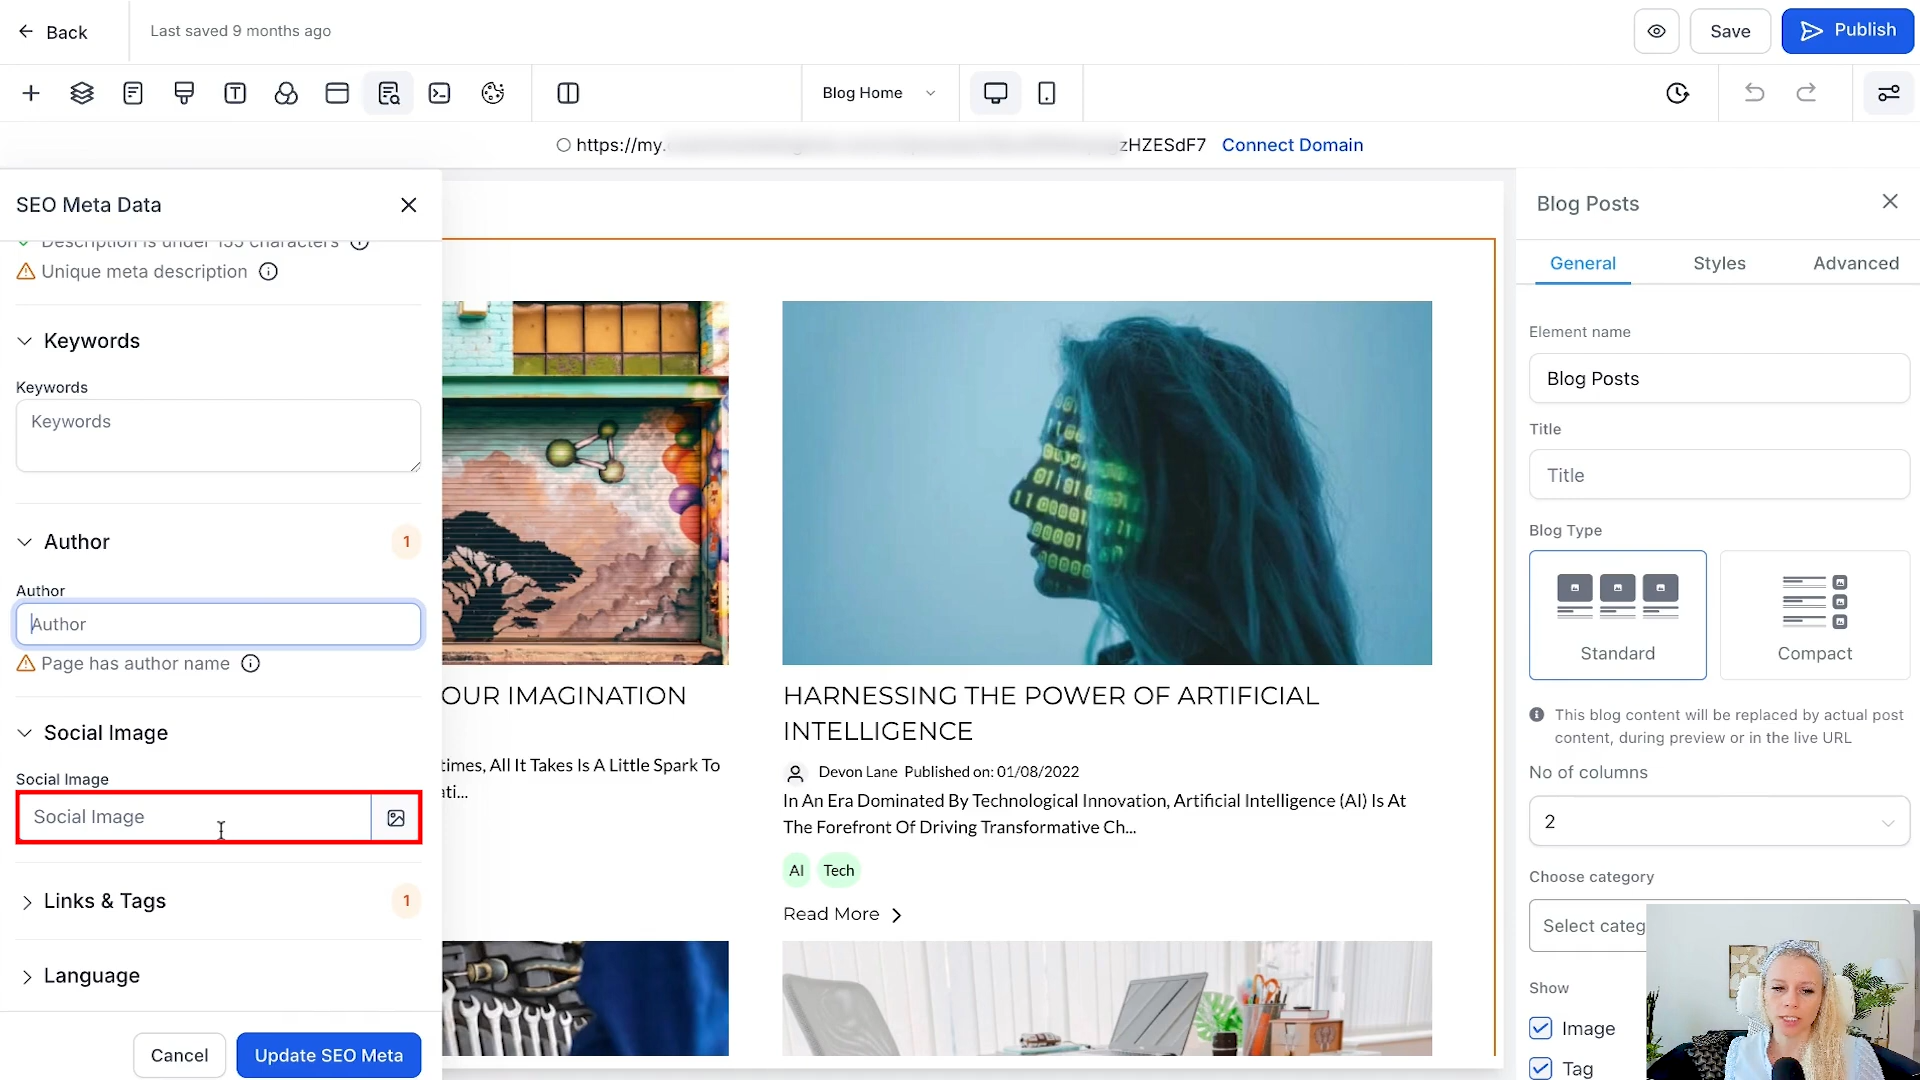 Back
Last saved 9 months ago
Save
Publish
Blog Home
https://my.
zHZESdF7
Connect Domain
SEO Meta Data
Description is under 155 characters
Unique meta description
Keywords
Keywords
Keywords
Author
1
Author
Author
Page has author name
Social Image
Social Image
Social Image
Links & Tags
1
Language
Cancel
Update SEO Meta
OUR IMAGINATION
times, All It Takes Is A Little Spark To
ati...
HARNESSING THE POWER OF ARTIFICIAL
INTELLIGENCE
Devon Lane Published on: 01/08/2022
In An Era Dominated By Technological Innovation, Artificial Intelligence (AI) Is At
The Forefront Of Driving Transformative Ch...
AI
Tech
Read More
Blog Posts
General
Styles
Advanced
Element name
Blog Posts
Title
Title
Blog Type
Standard
Compact
This blog content will be replaced by actual post
content, during preview or in the live URL
No of columns
2
Choose category
Select categ
Show
Image
Tag